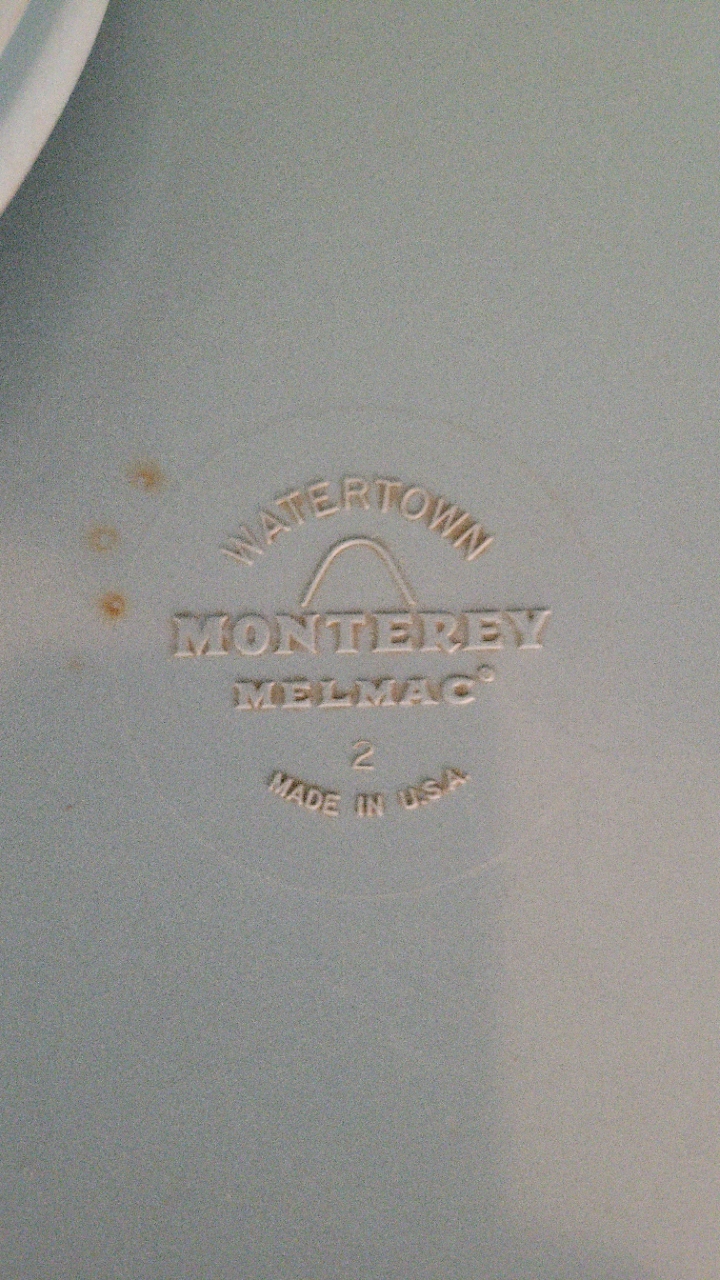 WATERTOWN
MONTEREY
MELMAC®
2
MADE IN U.S.A.